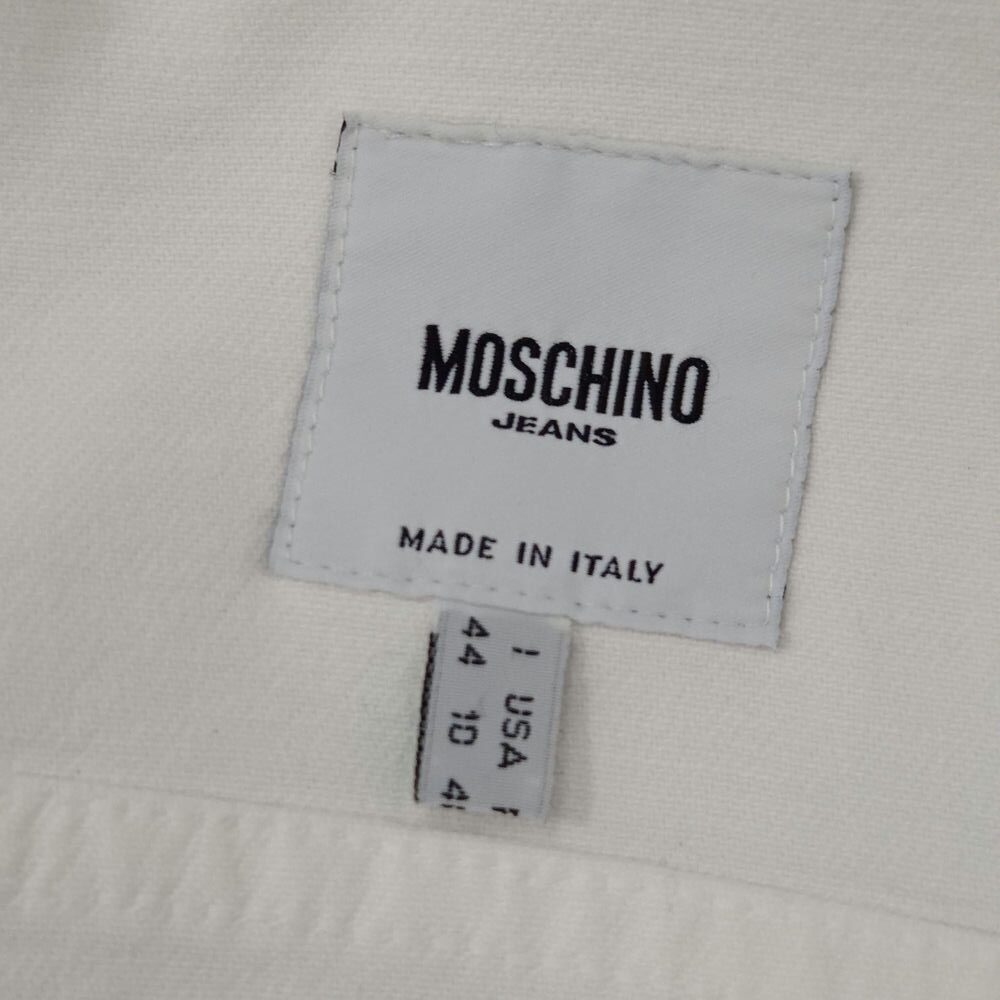 MOSCHINO
JEANS
MADE IN ITALY
I USA
44 10